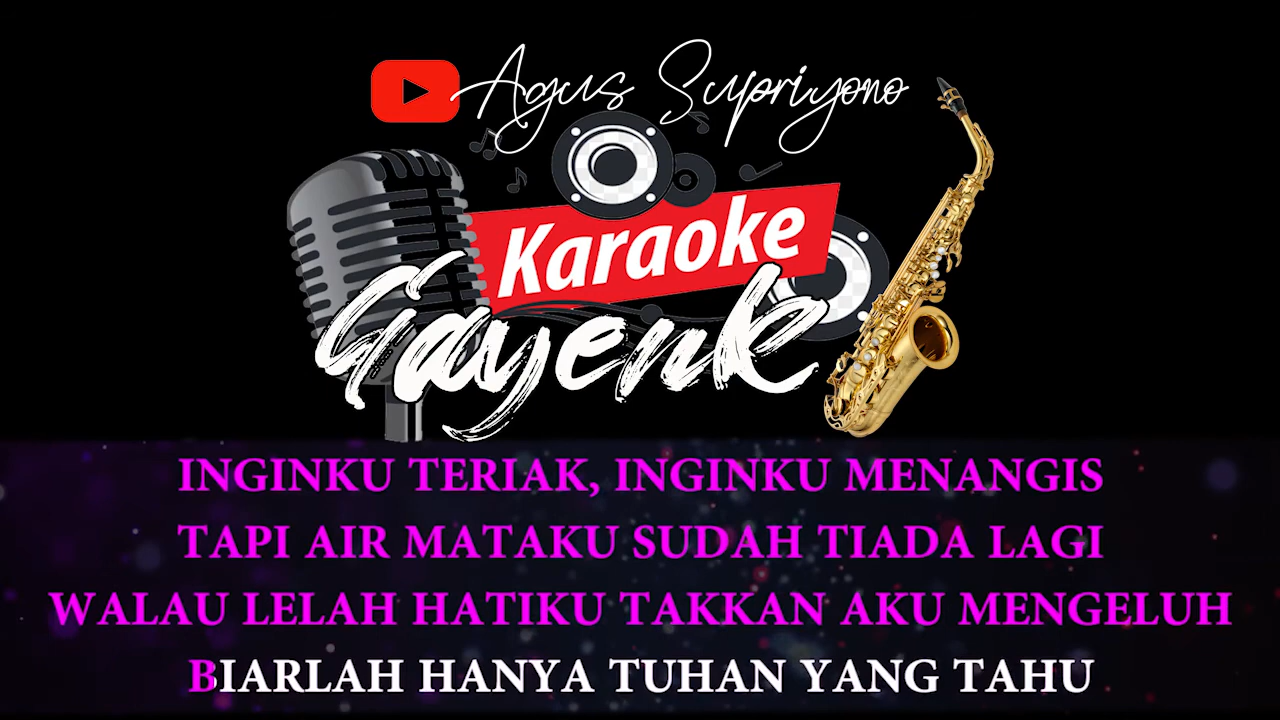 Agus Supriyono
Karaoke
Gayenk
INGINKU TERIAK, INGINKU MENANGIS
TAPI AIR MATAKU SUDAH TIADA LAGI
WALAU LELAH HATIKU TAKKAN AKU MENGELUH
BIARLAH HANYA TUHAN YANG TAHU